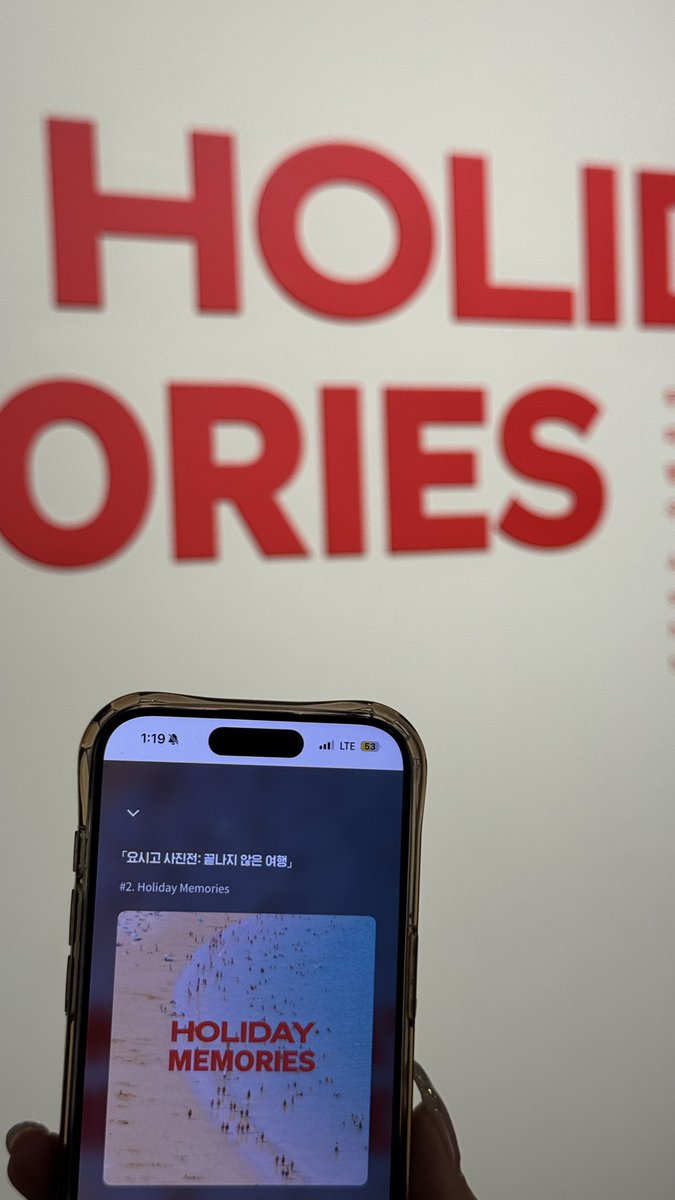 HOLID
ORIES
1:19
LTE
53
「요시고 사진전: 끝나지 않은 여행」
#2. Holiday Memories
HOLIDAY
MEMORIES